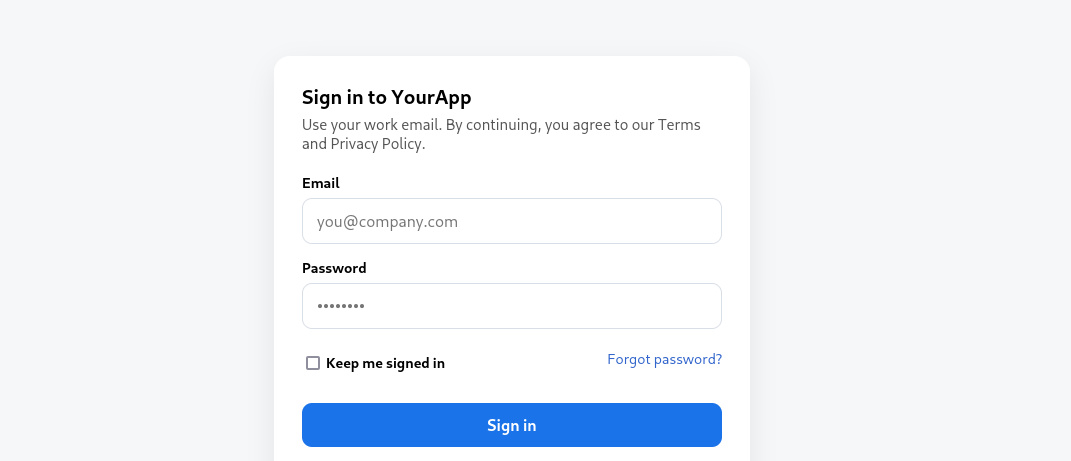 Sign in to YourApp
Use your work email. By continuing, you agree to our Terms
and Privacy Policy.
Email
you@company.com
Password
••••••••
Keep me signed in
Forgot password?
Sign in